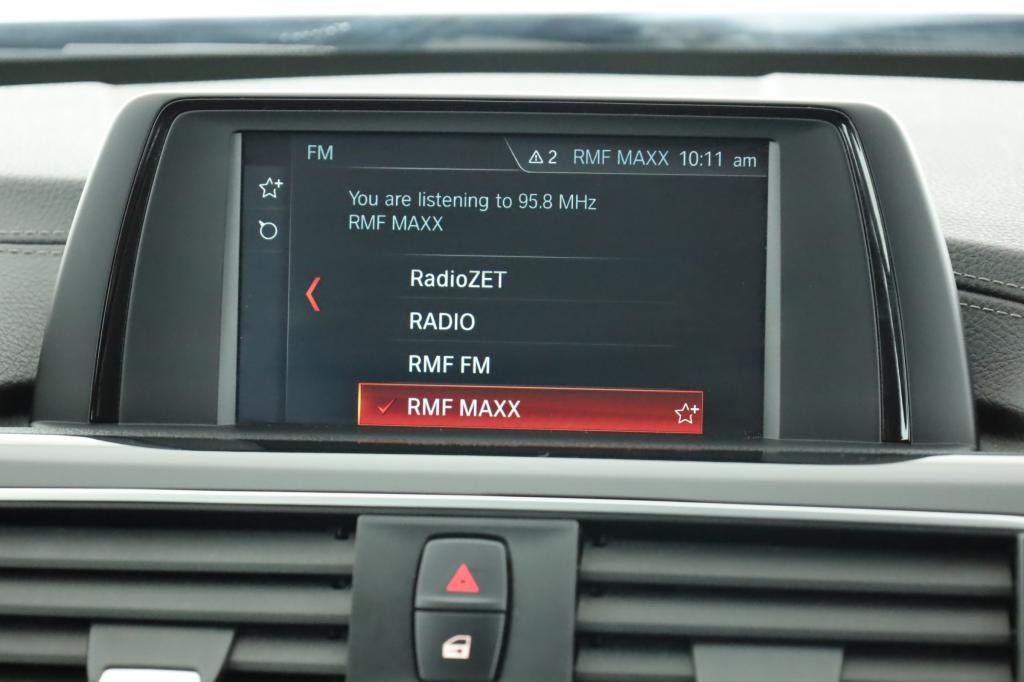 FM
2 RMF MAXX 10:11 am
You are listening to 95.8 MHz
RMF MAXX
RadioZET
RADIO
RMF FM
RMF MAXX